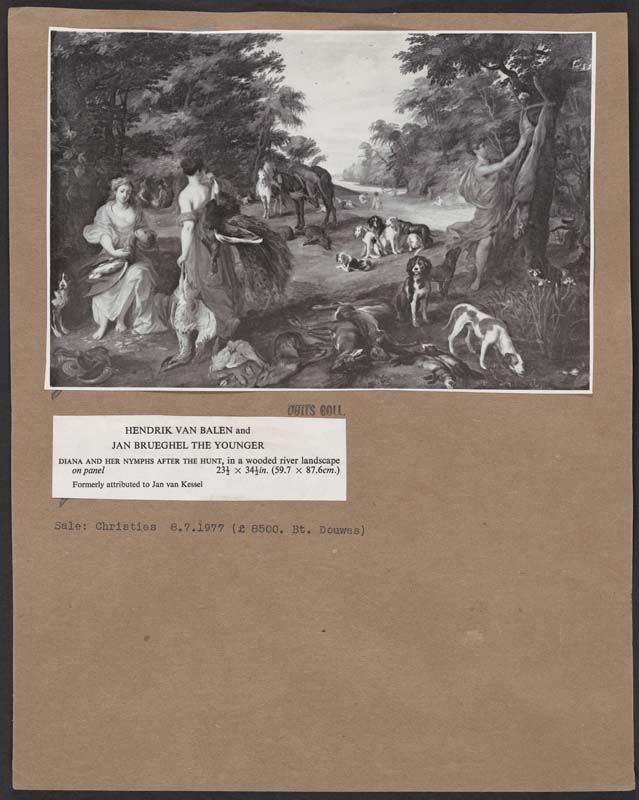 DUITS COLL.
HENDRIK VAN BALEN and
JAN BRUEGHEL THE YOUNGER
DIANA AND HER NYMPHS AFTER THE HUNT, in a wooded river landscape
on panel 23½ × 34½in. (59.7 × 87.6cm.)
Formerly attributed to Jan van Kessel
Sale: Christies 8.7.1977 (£ 8500. Bt. Douwes)